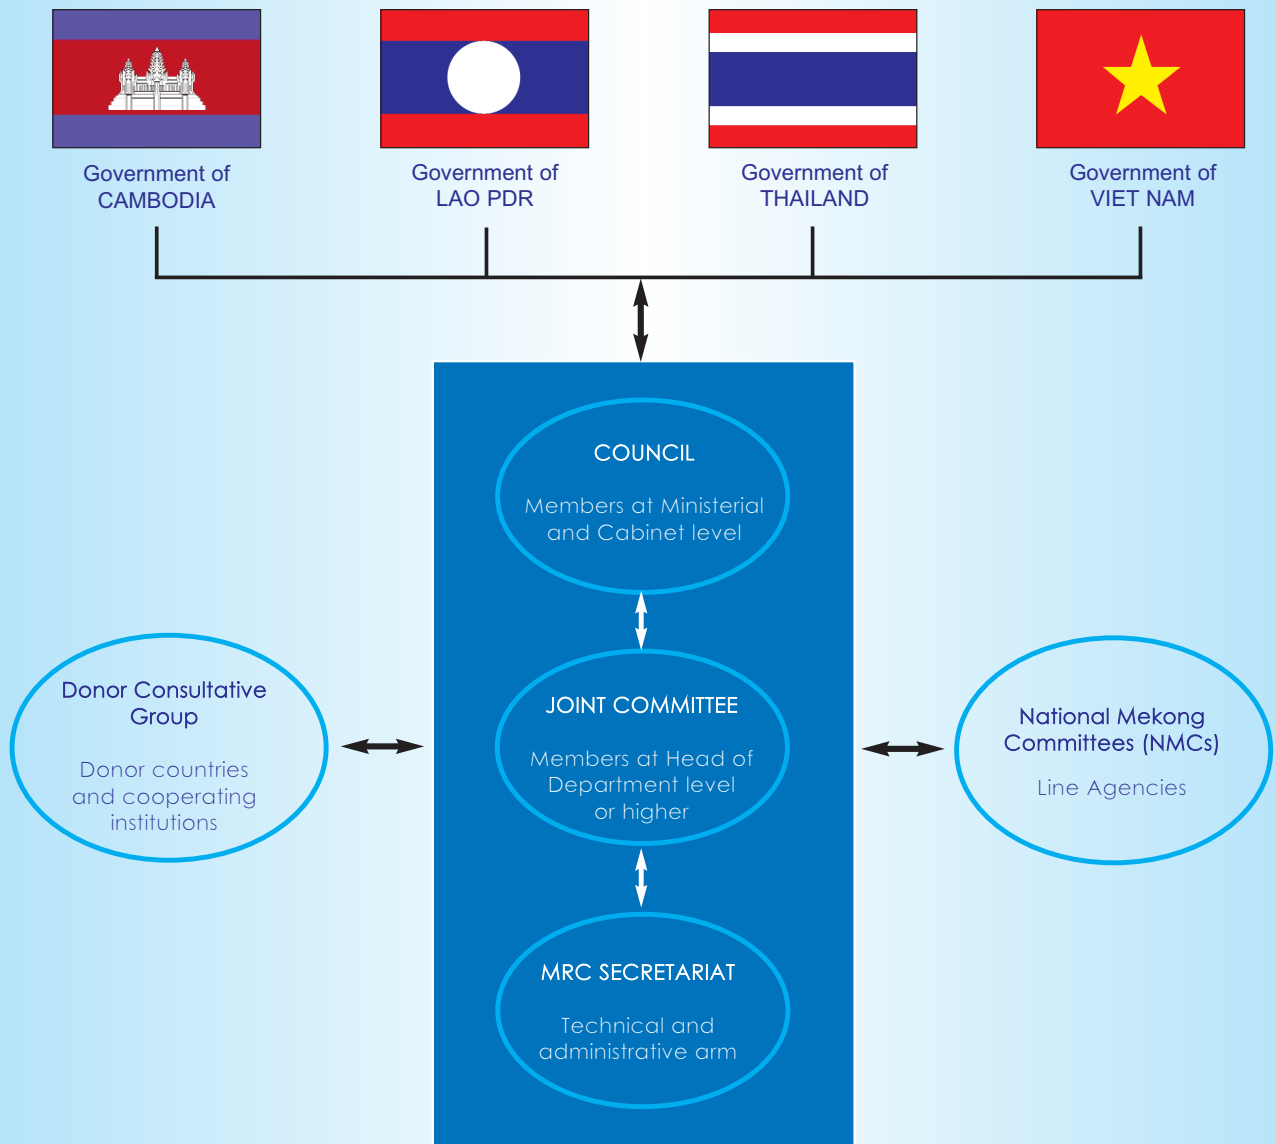 Government of
CAMBODIA
Government of
LAO PDR
Government of
THAILAND
Government of
VIET NAM
COUNCIL
Members at Ministerial
and Cabinet level
Donor Consultative
Group
Donor countries
and cooperating
institutions
JOINT COMMITTEE
Members at Head of
Department level
or higher
National Mekong
Committees (NMCs)
Line Agencies
MRC SECRETARIAT
Technical and
administrative arm